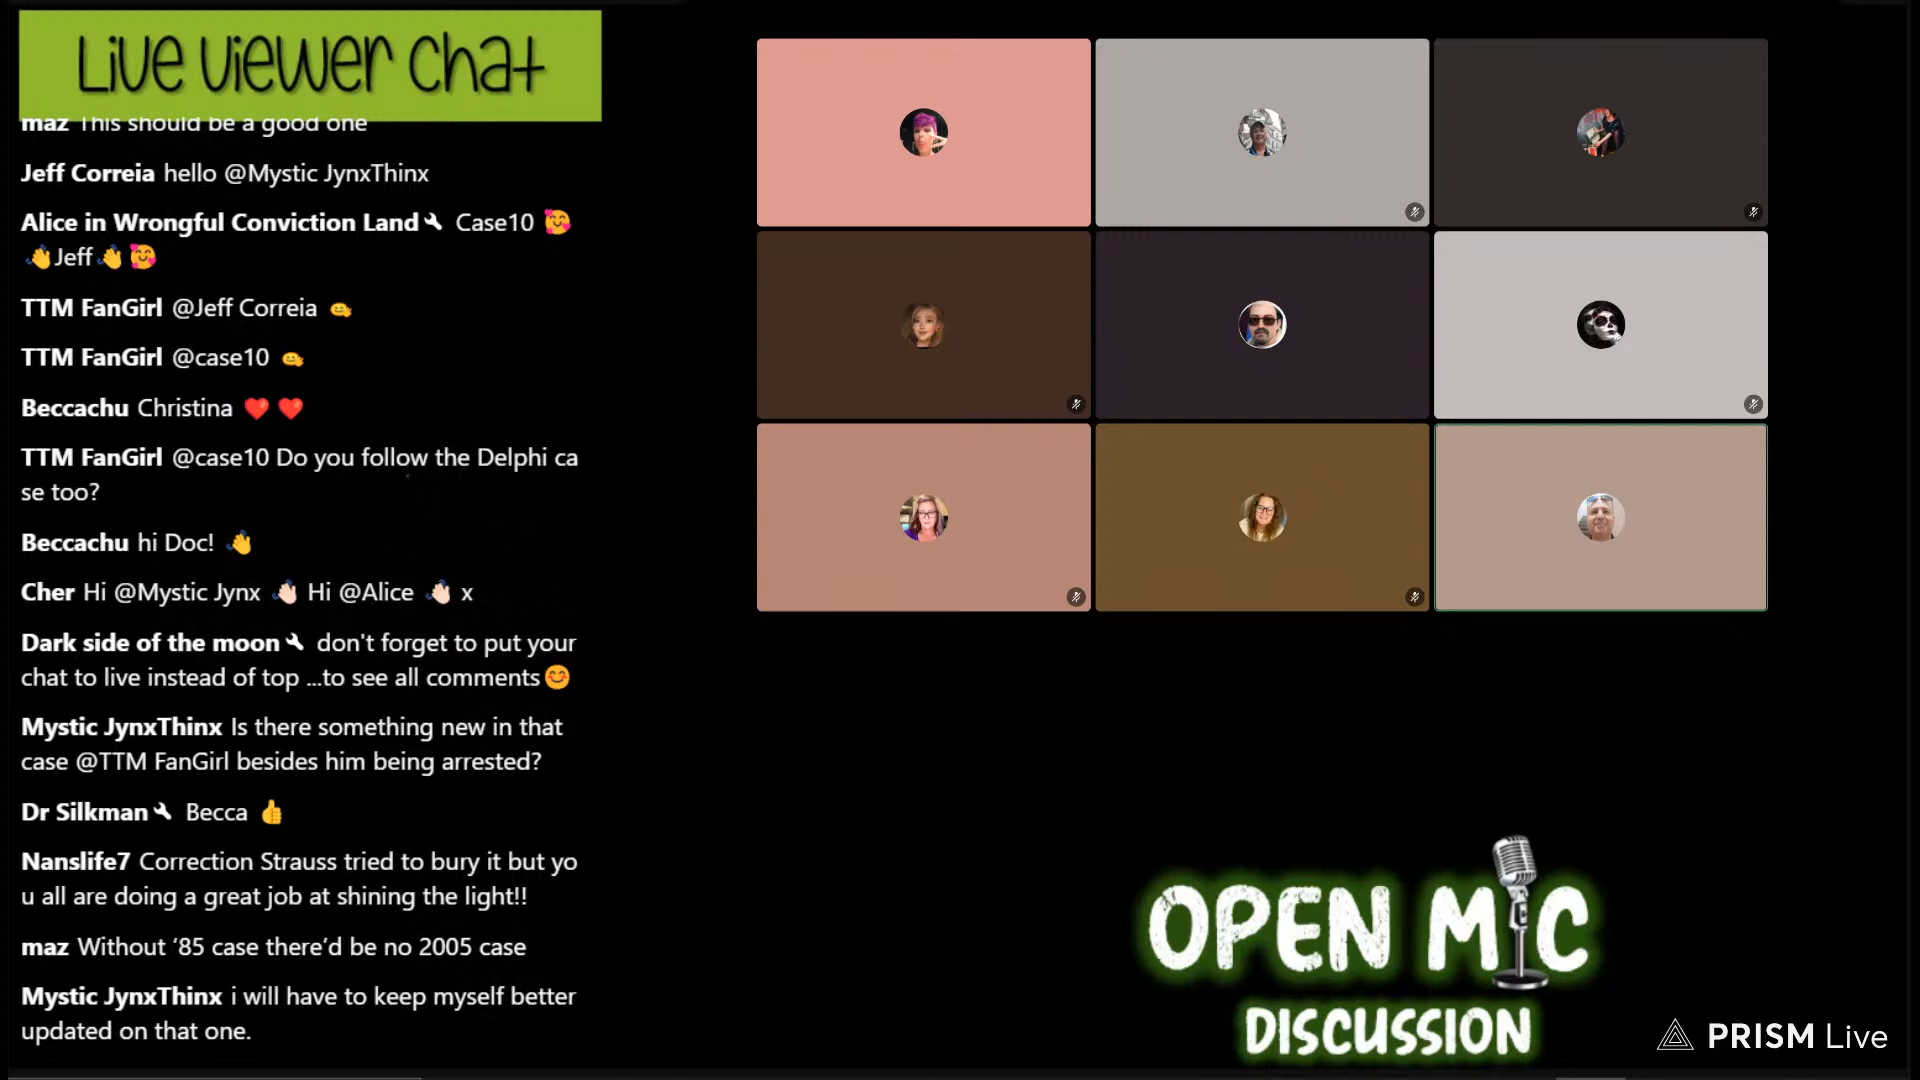 Live Viewer Chat
maz This should be a good one
Jeff Correia hello @Mystic JynxThinx
Alice in Wrongful Conviction Land Case10 🥰
👋Jeff👋🥰
TTM FanGirl @Jeff Correia
TTM FanGirl @case10
Beccachu Christina ❤️ ❤️
TTM FanGirl @case10 Do you follow the Delphi ca
se too?
Beccachu hi Doc! 👋
Cher Hi @Mystic Jynx 👋🏻 Hi @Alice 👋🏻 x
Dark side of the moon don't forget to put your
chat to live instead of top ...to see all comments😊
Mystic JynxThinx Is there something new in that
case @TTM FanGirl besides him being arrested?
Dr Silkman Becca 👍
Nanslife7 Correction Strauss tried to bury it but yo
u all are doing a great job at shining the light!!
maz Without ‘85 case there’d be no 2005 case
Mystic JynxThinx i will have to keep myself better
updated on that one.
OPEN MIC
DISCUSSION
PRISM Live